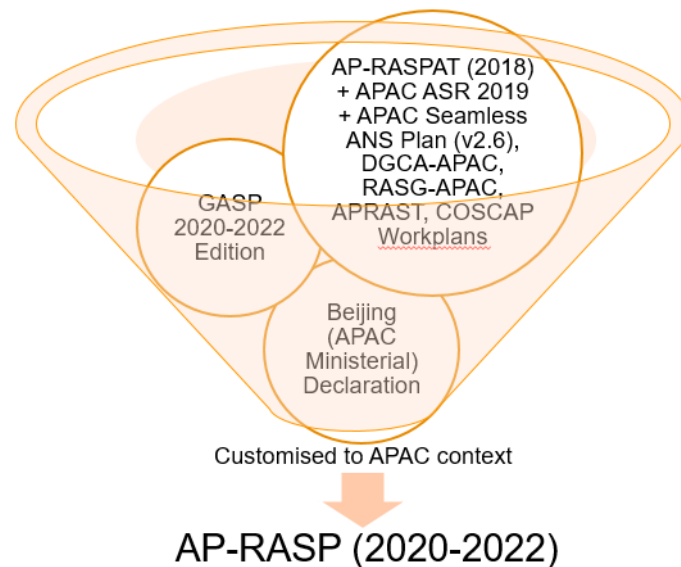 AP-RASPAT (2018)
+ APAC ASR 2019
+ APAC Seamless
ANS Plan (v2.6),
DGCA-APAC,
RASG-APAC,
APRAST, COSCAP
Workplans
GASP
2020-2022
Edition
Beijing
(APAC
Ministerial)
Declaration
Customised to APAC context
AP-RASP (2020-2022)